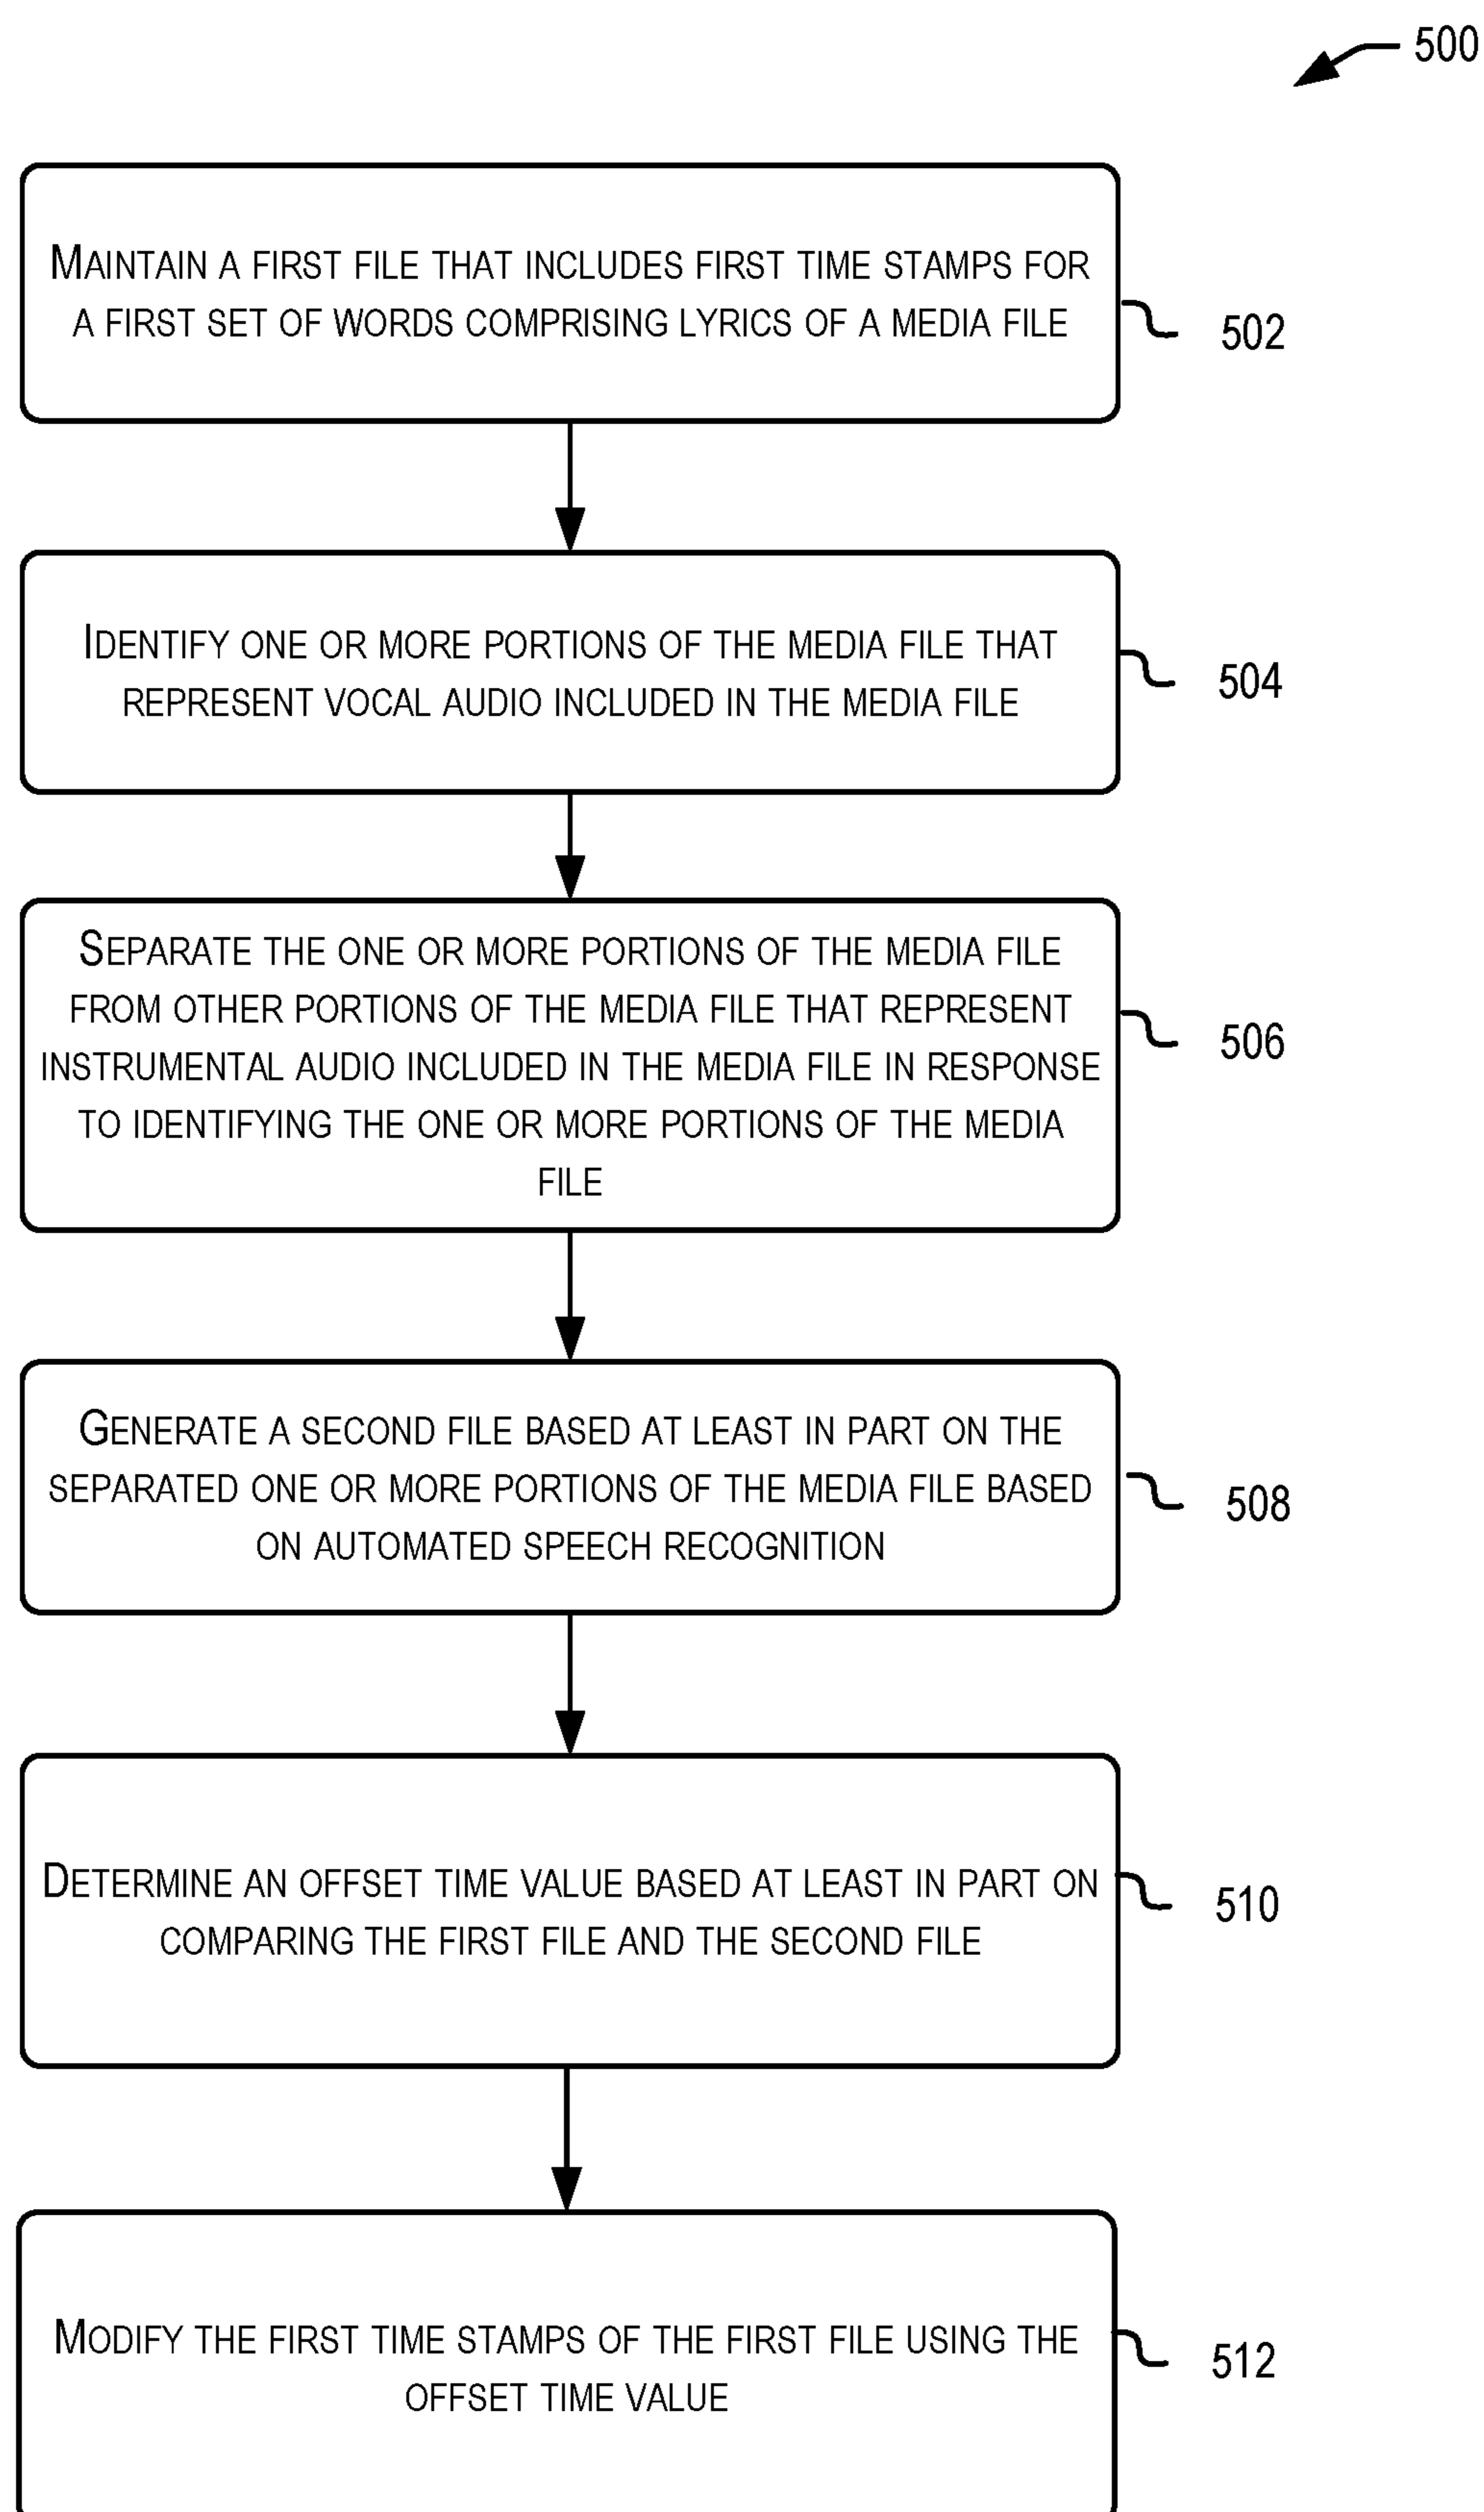 500
MAINTAIN A FIRST FILE THAT INCLUDES FIRST TIME STAMPS FOR
A FIRST SET OF WORDS COMPRISING LYRICS OF A MEDIA FILE
502
IDENTIFY ONE OR MORE PORTIONS OF THE MEDIA FILE THAT
REPRESENT VOCAL AUDIO INCLUDED IN THE MEDIA FILE
504
SEPARATE THE ONE OR MORE PORTIONS OF THE MEDIA FILE
FROM OTHER PORTIONS OF THE MEDIA FILE THAT REPRESENT
INSTRUMENTAL AUDIO INCLUDED IN THE MEDIA FILE IN RESPONSE
TO IDENTIFYING THE ONE OR MORE PORTIONS OF THE MEDIA
FILE
506
GENERATE A SECOND FILE BASED AT LEAST IN PART ON THE
SEPARATED ONE OR MORE PORTIONS OF THE MEDIA FILE BASED
ON AUTOMATED SPEECH RECOGNITION
508
DETERMINE AN OFFSET TIME VALUE BASED AT LEAST IN PART ON
COMPARING THE FIRST FILE AND THE SECOND FILE
510
MODIFY THE FIRST TIME STAMPS OF THE FIRST FILE USING THE
OFFSET TIME VALUE
512